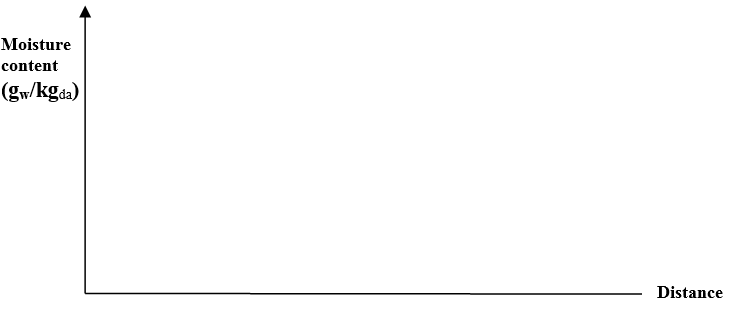 Moisture
content
(gw/kgda)
Distance